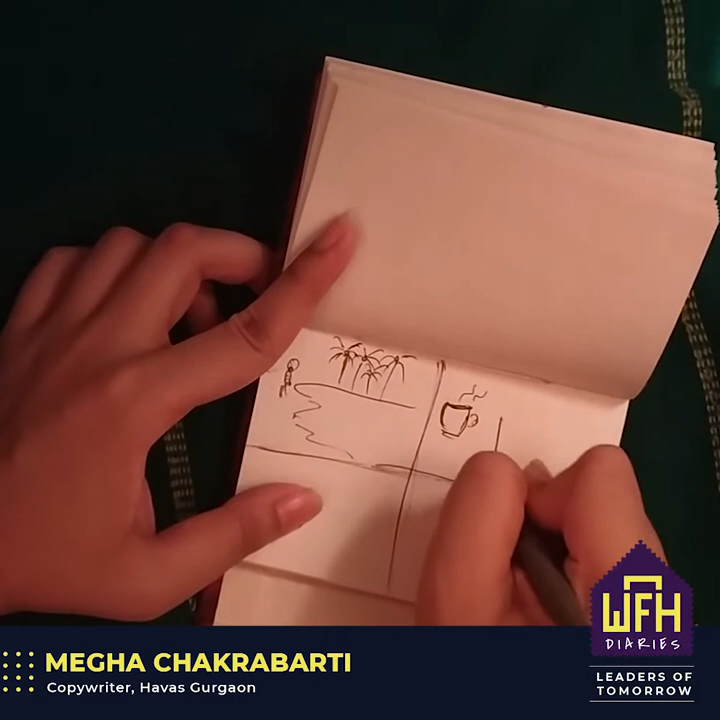 MEGHA CHAKRABARTI
Copywriter, Havas Gurgaon
WFH
DIARIES
LEADERS OF
TOMORROW